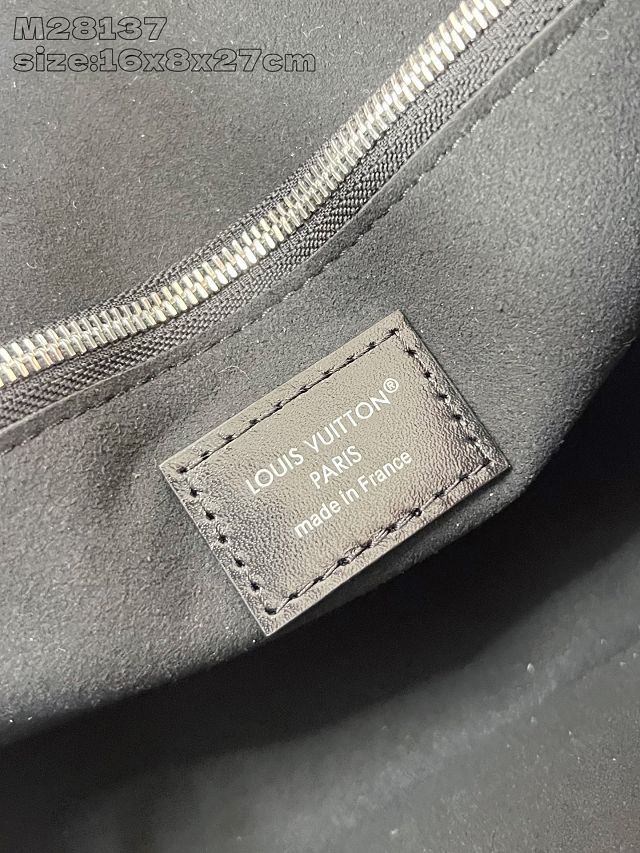 M28137
size:16x8x27cm
LOUIS VUITTON®
PARIS
made in France